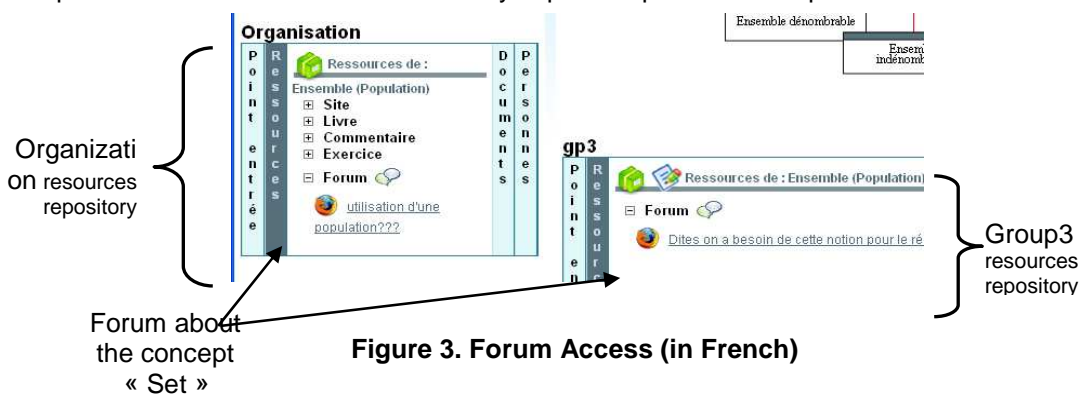 Ensemble dénombrable
Organisation
Point entrée
Ressources
Ressources de :
Ensemble (Population)
Site
Livre
Commentaire
Exercice
Forum
utilisation d'une
population???
Documents
Personnes
Organizati
on resources
repository
gp3
Ressources de : Ensemble (Population)
Forum
Dites on a besoin de cette notion pour le ré
Group3
resources
repository
Forum about
the concept
« Set »
Figure 3. Forum Access (in French)